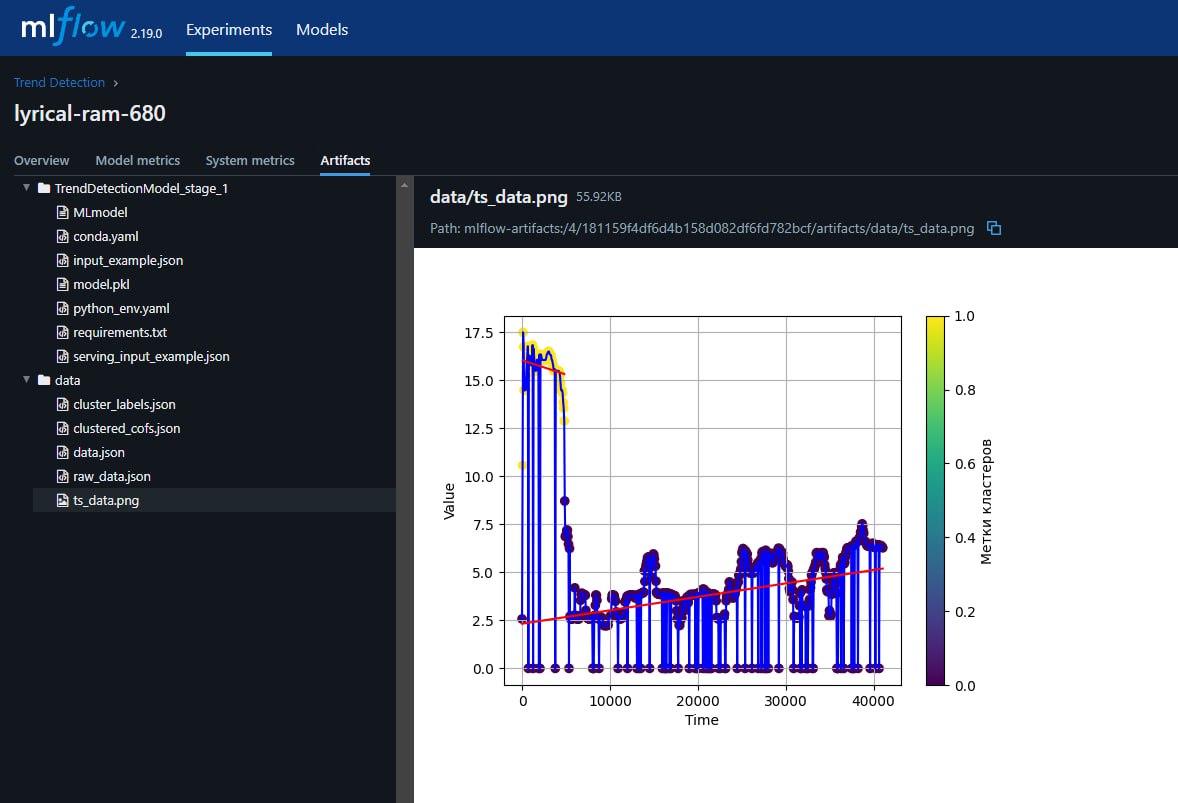 mlflow 2.19.0 Experiments Models
Trend Detection
lyrical-ram-680
Overview Model metrics System metrics Artifacts
TrendDetectionModel_stage_1
MLmodel
conda.yaml
input_example.json
model.pkl
python_env.yaml
requirements.txt
serving_input_example.json
data
cluster_labels.json
clustered_cofs.json
data.json
raw_data.json
ts_data.png
data/ts_data.png 55.92KB
Path: mlflow-artifacts:/4/181159f4df6d4b158d082df6fd782bcf/artifacts/data/ts_data.png
17.5
15.0
12.5
10.0
7.5
5.0
2.5
0.0
Value
0 10000 20000 30000 40000
Time
1.0
0.8
0.6
0.4
0.2
0.0
Метки кластеров